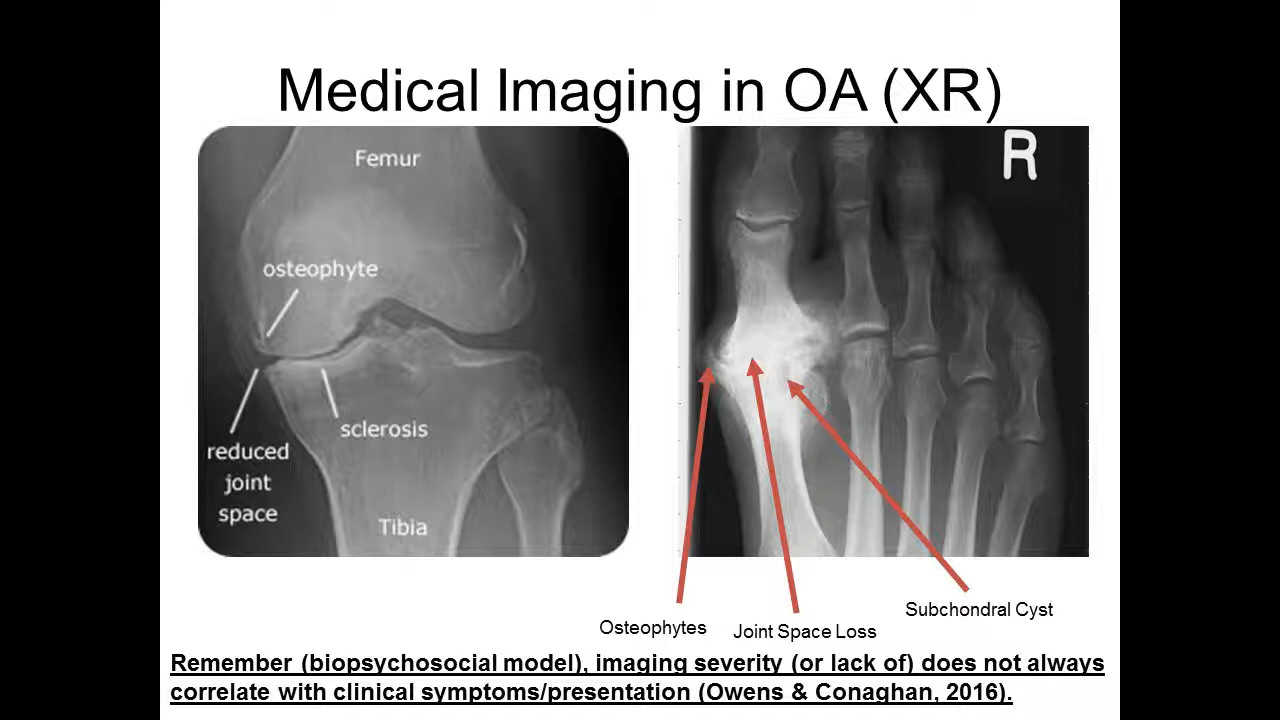 Medical Imaging in OA (XR)
Femur
osteophyte
sclerosis
reduced
joint
space
Tibia
R
Osteophytes
Joint Space Loss
Subchondral Cyst
Remember (biopsychosocial model), imaging severity (or lack of) does not always
correlate with clinical symptoms/presentation (Owens & Conaghan, 2016).